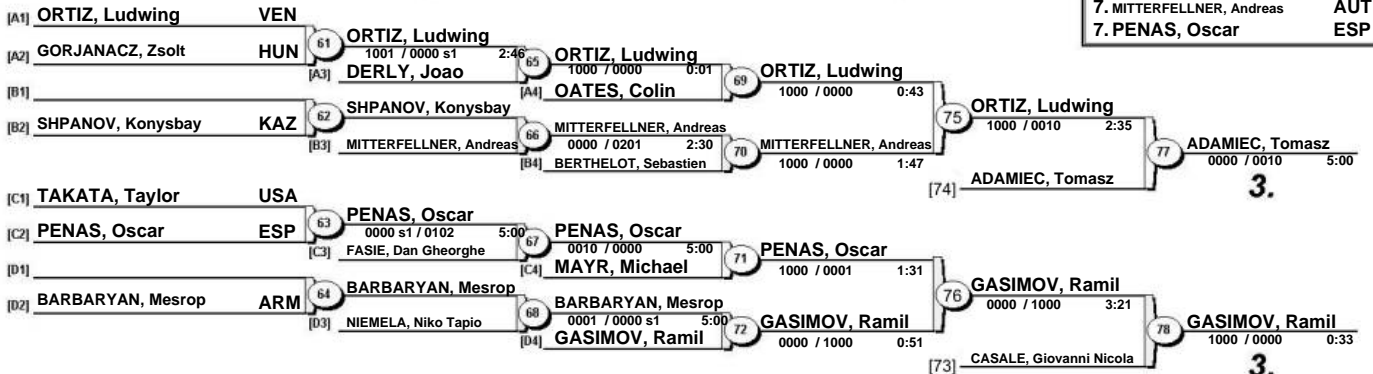 7. MITTERFELLNER, Andreas AUT
7. PENAS, Oscar ESP
[A1] ORTIZ, Ludwing VEN
[A2] GORJANACZ, Zsolt HUN
61
ORTIZ, Ludwing
1001 / 0000 s1 2:46
[A3] DERLY, Joao
65
ORTIZ, Ludwing
1000 / 0000 0:01
[A4] OATES, Colin
69
ORTIZ, Ludwing
1000 / 0000 0:43
[B1]
[B2] SHPANOV, Konysbay KAZ
62
SHPANOV, Konysbay
[B3] MITTERFELLNER, Andreas
66
MITTERFELLNER, Andreas
0000 / 0201 2:30
[B4] BERTHELOT, Sebastien
70
MITTERFELLNER, Andreas
1000 / 0000 1:47
75
ORTIZ, Ludwing
1000 / 0010 2:35
[74] ADAMIEC, Tomasz
77
ADAMIEC, Tomasz
0000 / 0010 5:00
3.
[C1] TAKATA, Taylor USA
[C2] PENAS, Oscar ESP
63
PENAS, Oscar
0000 s1 / 0102 5:00
[C3] FASIE, Dan Gheorghe
67
PENAS, Oscar
0010 / 0000 5:00
[C4] MAYR, Michael
71
PENAS, Oscar
1000 / 0001 1:31
[D1]
[D2] BARBARYAN, Mesrop ARM
64
BARBARYAN, Mesrop
[D3] NIEMELA, Niko Tapio
68
BARBARYAN, Mesrop
0001 / 0000 s1 5:00
[D4] GASIMOV, Ramil
72
GASIMOV, Ramil
0000 / 1000 0:51
76
GASIMOV, Ramil
0000 / 1000 3:21
[73] CASALE, Giovanni Nicola
78
GASIMOV, Ramil
1000 / 0000 0:33
3.